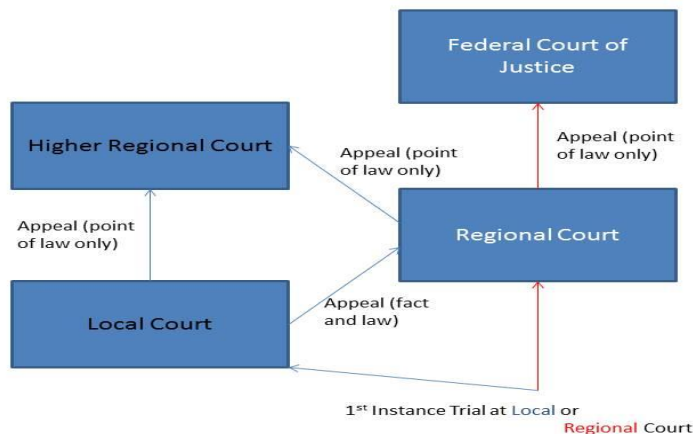 Federal Court of
Justice
Higher Regional Court
Appeal (point
of law only)
Appeal (point
of law only)
Appeal (point
of law only)
Regional Court
Local Court
Appeal (fact
and law)
1st Instance Trial at Local or
Regional Court